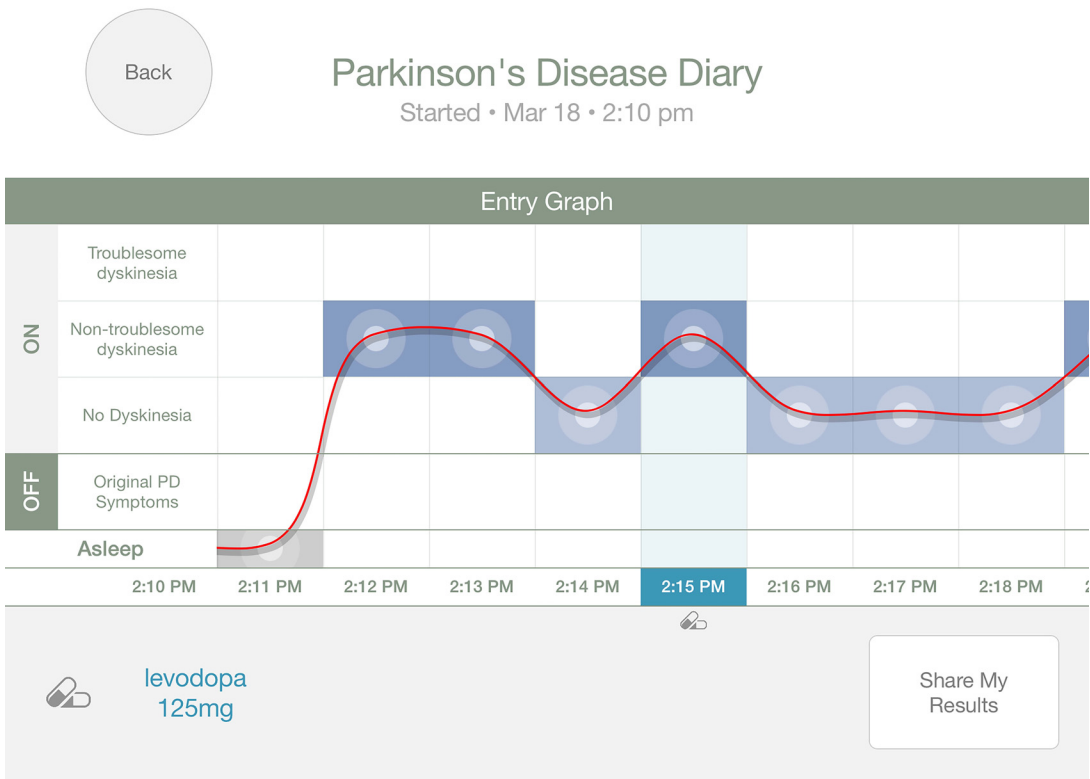 Back
Parkinson's Disease Diary
Started • Mar 18 • 2:10 pm
Entry Graph
ON
Troublesome
dyskinesia
Non-troublesome
dyskinesia
No Dyskinesia
OFF
Original PD
Symptoms
Asleep
2:10 PM 2:11 PM 2:12 PM 2:13 PM 2:14 PM 2:15 PM 2:16 PM 2:17 PM 2:18 PM
levodopa
125mg
Share My
Results